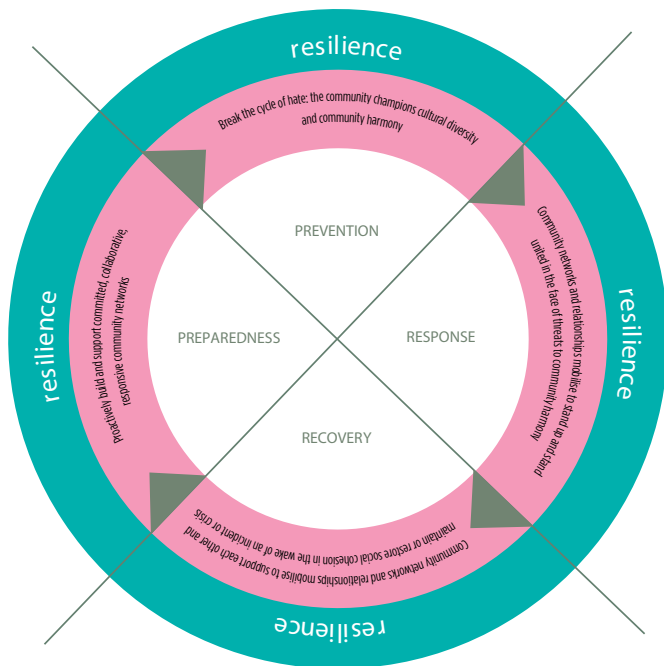 resilience
Break the cycle of hate: the community champions cultural diversity
and community harmony
PREVENTION
resilience
Community networks and relationships mobilise to stand up and stand
united in the face of threats to community harmony
RESPONSE
RECOVERY
Community networks and relationships mobilise to support each other and
maintain or restore social cohesion in the wake of an incident or crisis
resilience
PREPAREDNESS
Proactively build and support committed, collaborative,
responsive community networks
resilience